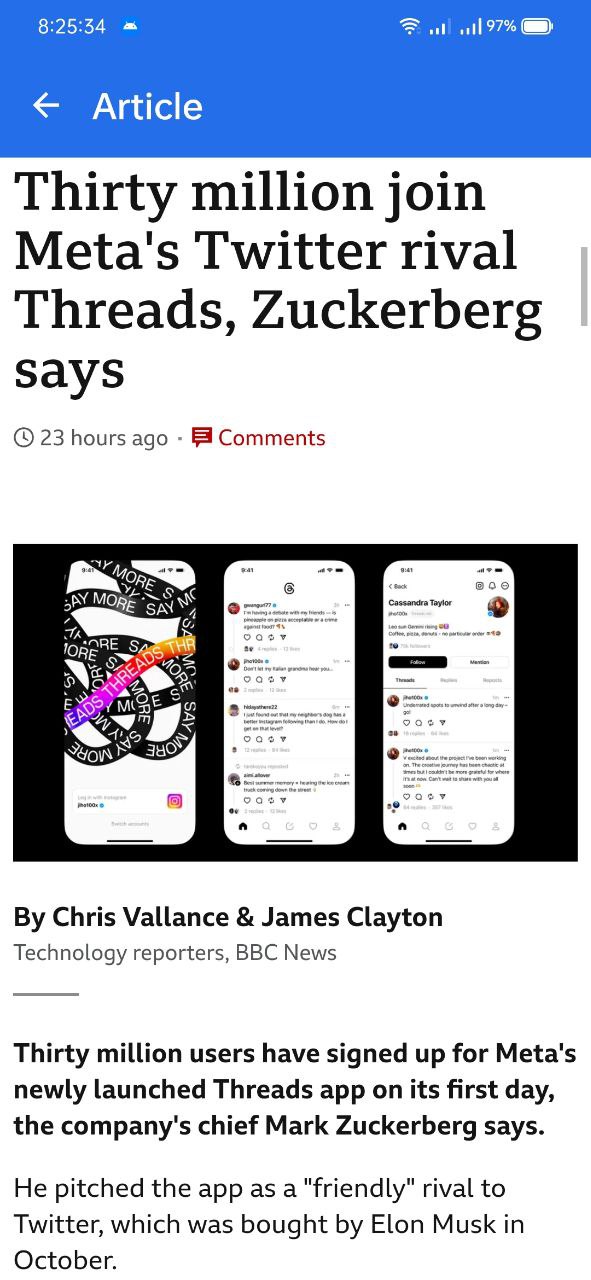 8:25:34
97%
Article
Thirty million join
Meta's Twitter rival
Threads, Zuckerberg
says
23 hours ago · Comments
9:41
SAY MORE
THREADS
Log in with Instagram
jiho100x
Switch accounts
9:41
gwangurl77
I'm having a debate with my friends — is
pineapple on pizza acceptable or a crime
against food?
4 replies · 12 likes
jiho100x
Don't let my Italian grandma hear you...
2 replies · 12 likes
hidayathere22
I just found out that my neighbor's dog has a
better Instagram following than I do. How do I
get on that level?
12 replies · 64 likes
reposted
aimi.allover
Best summer memory = hearing the ice cream
truck coming down the street
2 replies · 12 likes
9:41
Back
Cassandra Taylor
jiho100x
Leo sun Gemini rising
Coffee, pizza, donuts – no particular order
followers
Follow
Mention
Threads
Replies
Reposts
jiho100x
Underrated spots to unwind after a long day –
go!
19 replies · 64 likes
jiho100x
V excited about the project I've been working
on. The creative journey has been chaotic at
times but I couldn't be more grateful for where
it's at now. Can't wait to share with you all
soon
64 replies · 357 likes
By Chris Vallance & James Clayton
Technology reporters, BBC News
Thirty million users have signed up for Meta's
newly launched Threads app on its first day,
the company's chief Mark Zuckerberg says.
He pitched the app as a "friendly" rival to
Twitter, which was bought by Elon Musk in
October.